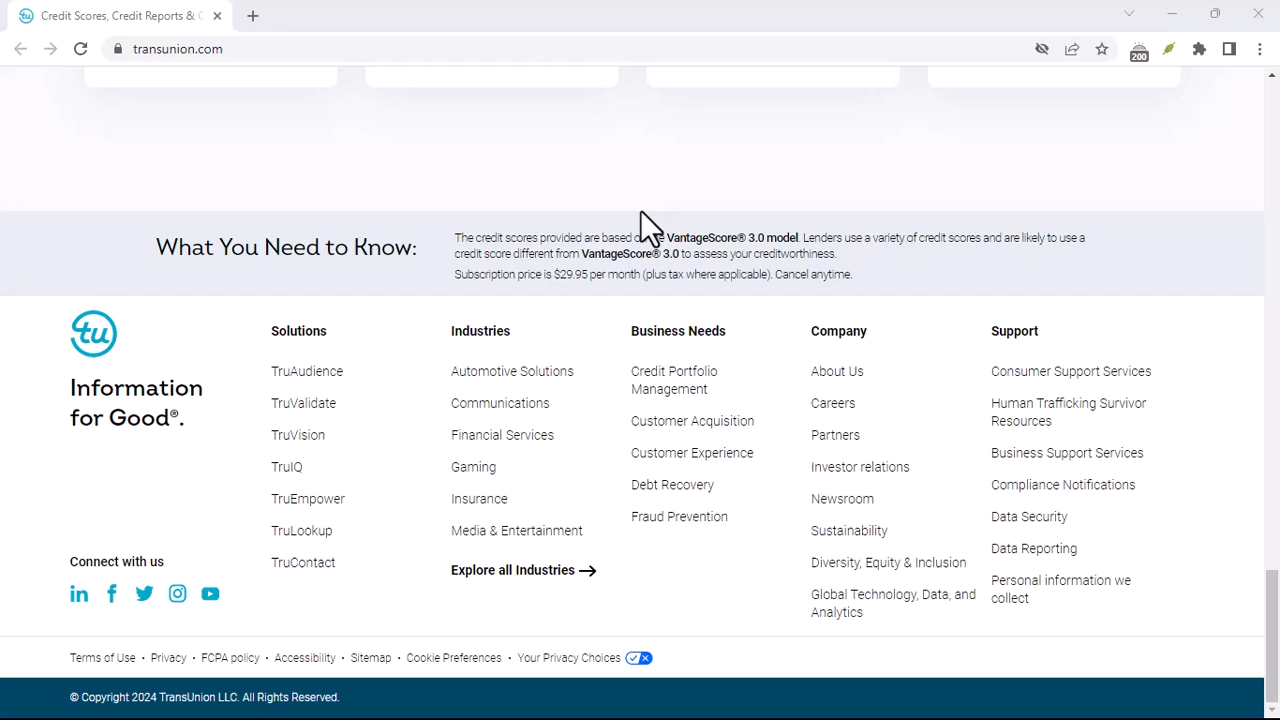 Credit Scores, Credit Reports &
transunion.com
200
What You Need to Know:
The credit scores provided are based VantageScore® 3.0 model. Lenders use a variety of credit scores and are likely to use a
credit score different from VantageScore® 3.0 to assess your creditworthiness.
Subscription price is $29.95 per month (plus tax where applicable). Cancel anytime.
tu
Information
for Good®.
Connect with us
in
Solutions
TruAudience
TruValidate
TruVision
TruIQ
TruEmpower
TruLookup
TruContact
Industries
Automotive Solutions
Communications
Financial Services
Gaming
Insurance
Media & Entertainment
Explore all Industries
Business Needs
Credit Portfolio
Management
Customer Acquisition
Customer Experience
Debt Recovery
Fraud Prevention
Company
About Us
Careers
Partners
Investor relations
Newsroom
Sustainability
Diversity, Equity & Inclusion
Global Technology, Data, and
Analytics
Support
Consumer Support Services
Human Trafficking Survivor
Resources
Business Support Services
Compliance Notifications
Data Security
Data Reporting
Personal information we
collect
Terms of Use · Privacy · FCPA policy · Accessibility · Sitemap · Cookie Preferences · Your Privacy Choices
© Copyright 2024 TransUnion LLC. All Rights Reserved.